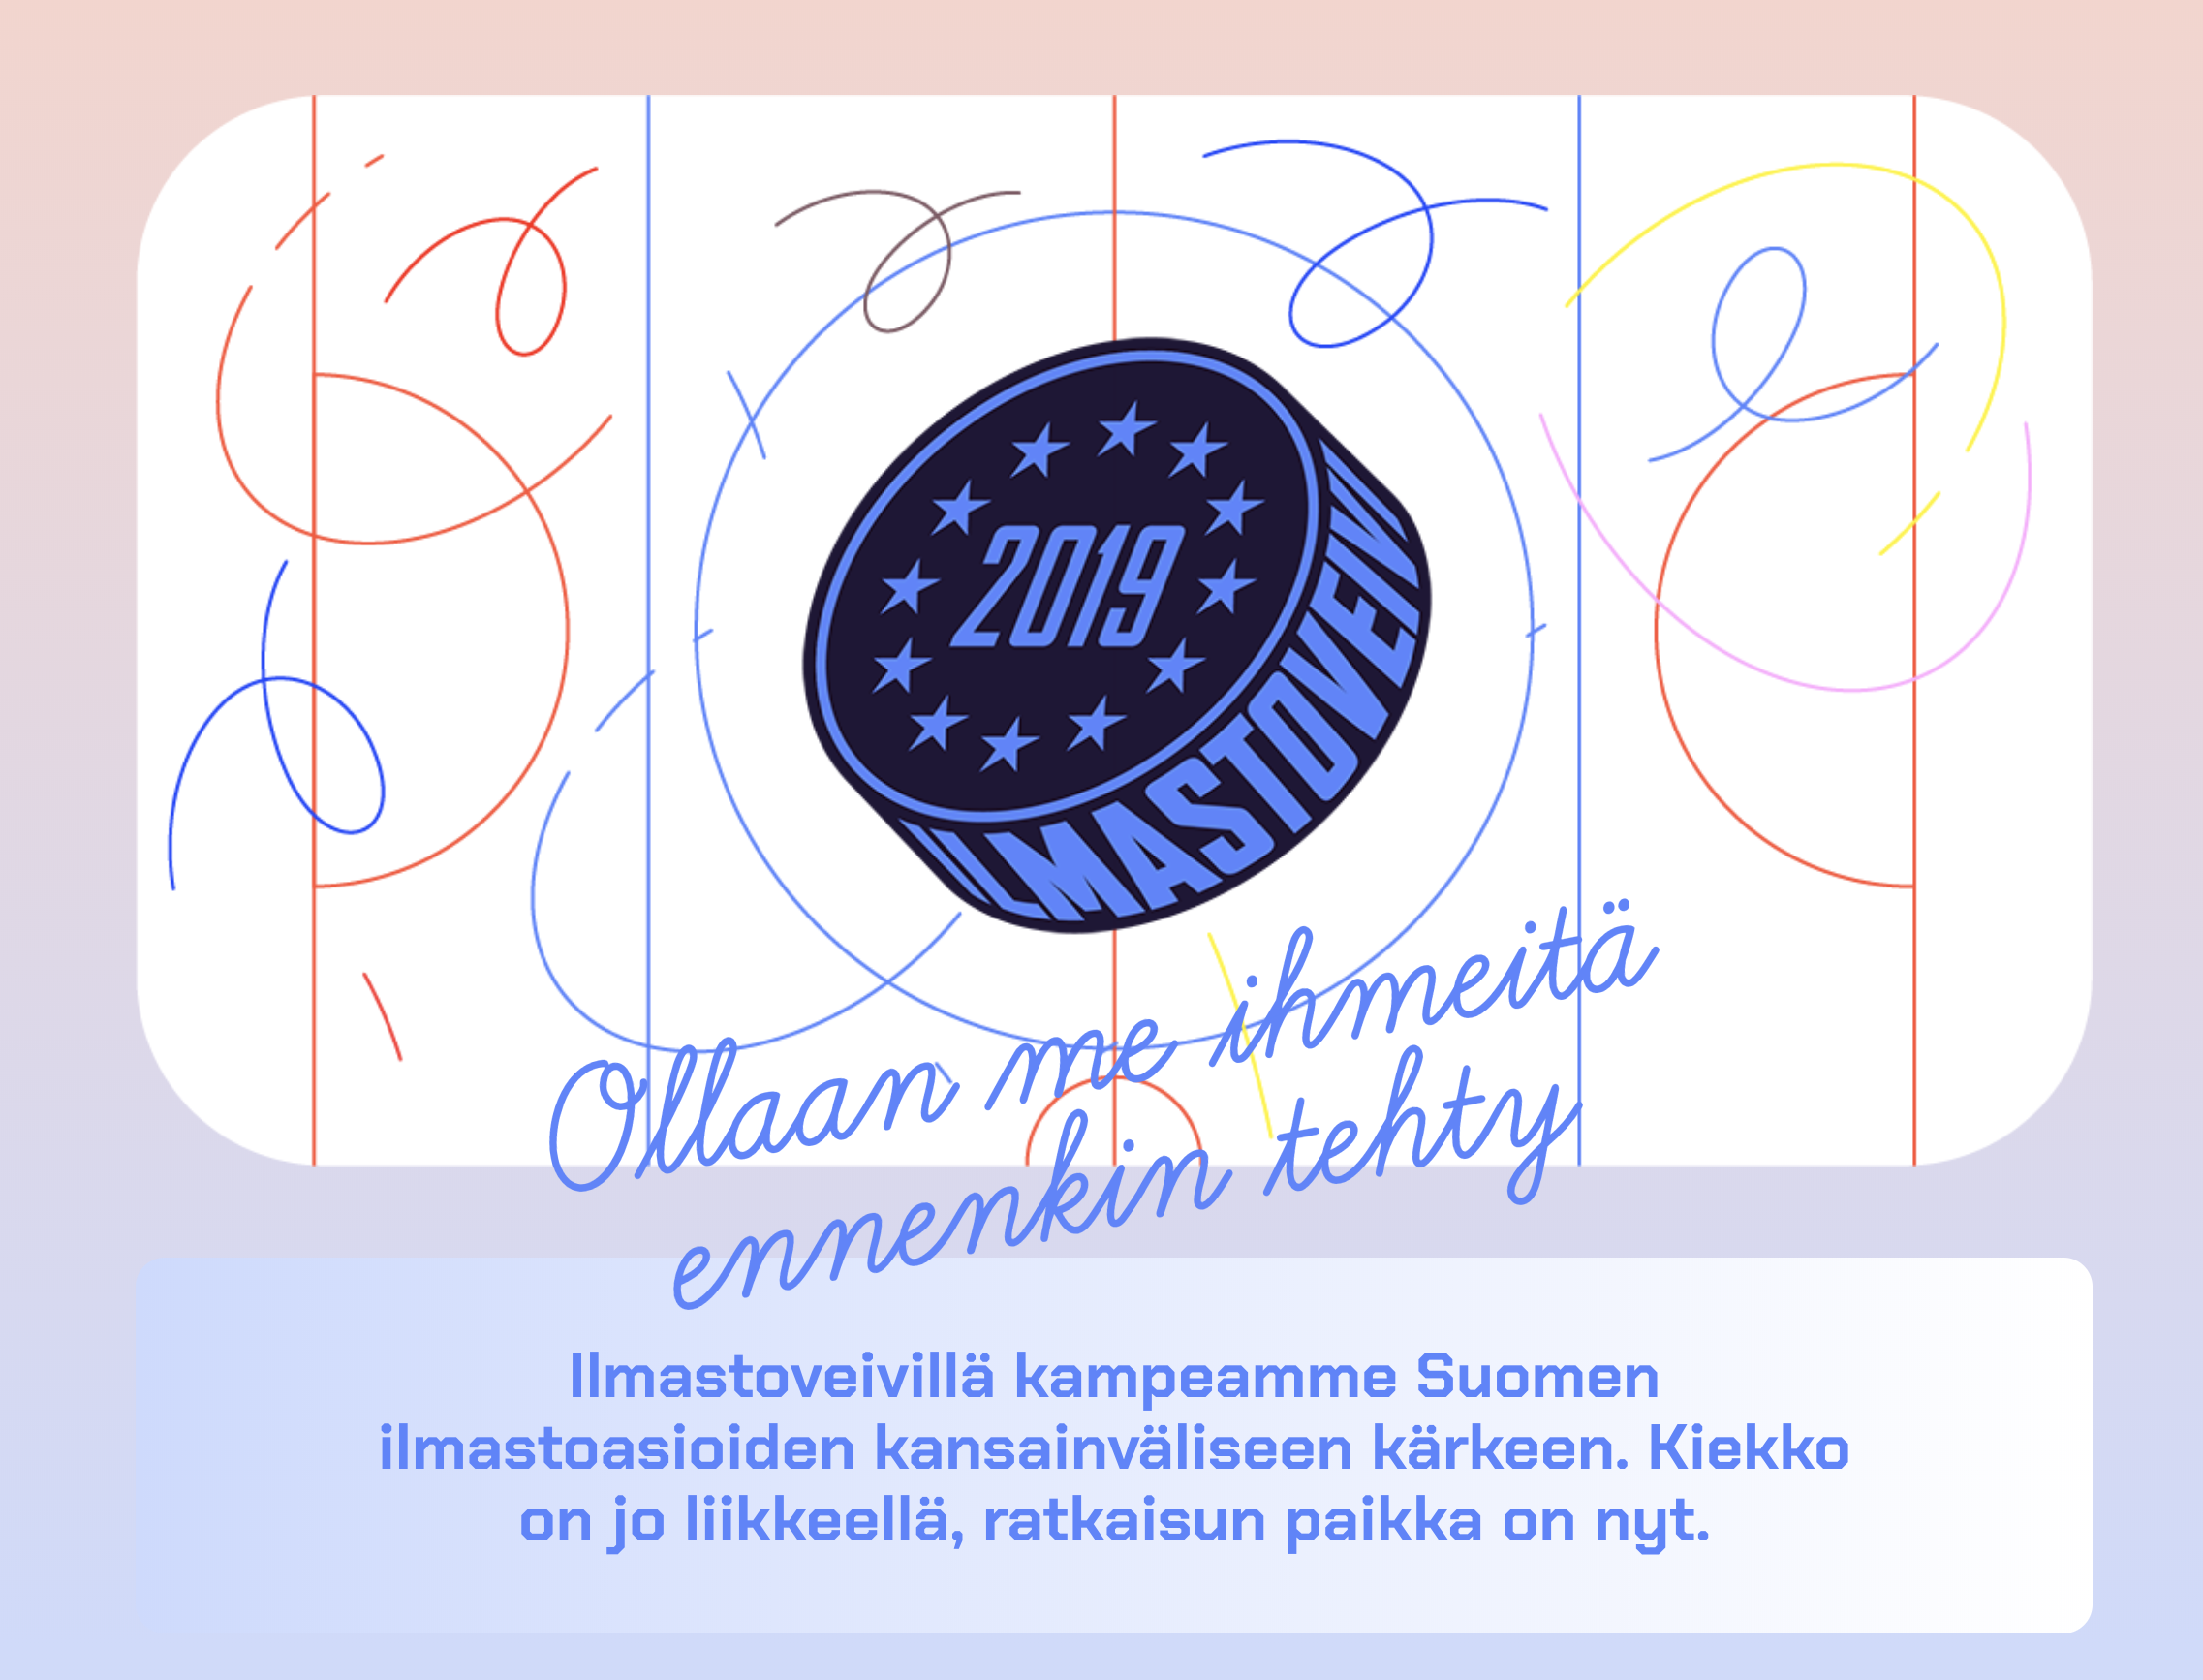 2019
ILMASTOVEIVI
Ollaan me ihmeitä
ennenkin tehty
Ilmastoveivillä kampeamme Suomen
ilmastoasioiden kansainväliseen kärkeen. Kiekko
on jo liikkeellä, ratkaisun paikka on nyt.